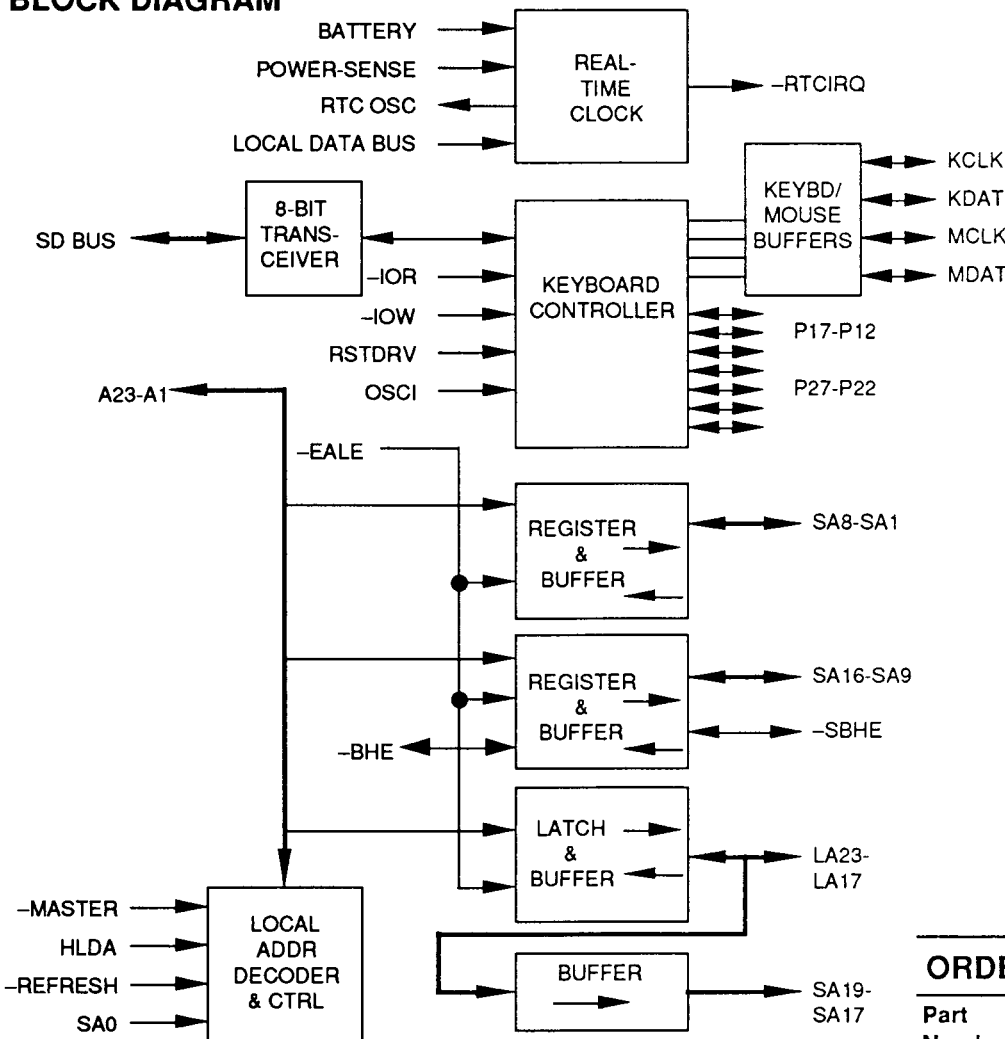 BLOCK DIAGRAM
BATTERY
POWER-SENSE
RTC OSC
LOCAL DATA BUS
REAL-
TIME
CLOCK
–RTCIRQ
KEYBD/
MOUSE
BUFFERS
KCLK
KDAT
MCLK
MDAT
SD BUS
8-BIT
TRANS-
CEIVER
–IOR
–IOW
RSTDRV
OSCI
KEYBOARD
CONTROLLER
P17-P12
P27-P22
A23-A1
–EALE
REGISTER
&
BUFFER
SA8-SA1
REGISTER
&
BUFFER
SA16-SA9
–SBHE
–BHE
LATCH
&
BUFFER
LA23-
LA17
–MASTER
HLDA
–REFRESH
SA0
LOCAL
ADDR
DECODER
& CTRL
BUFFER
SA19-
SA17
ORDE
Part